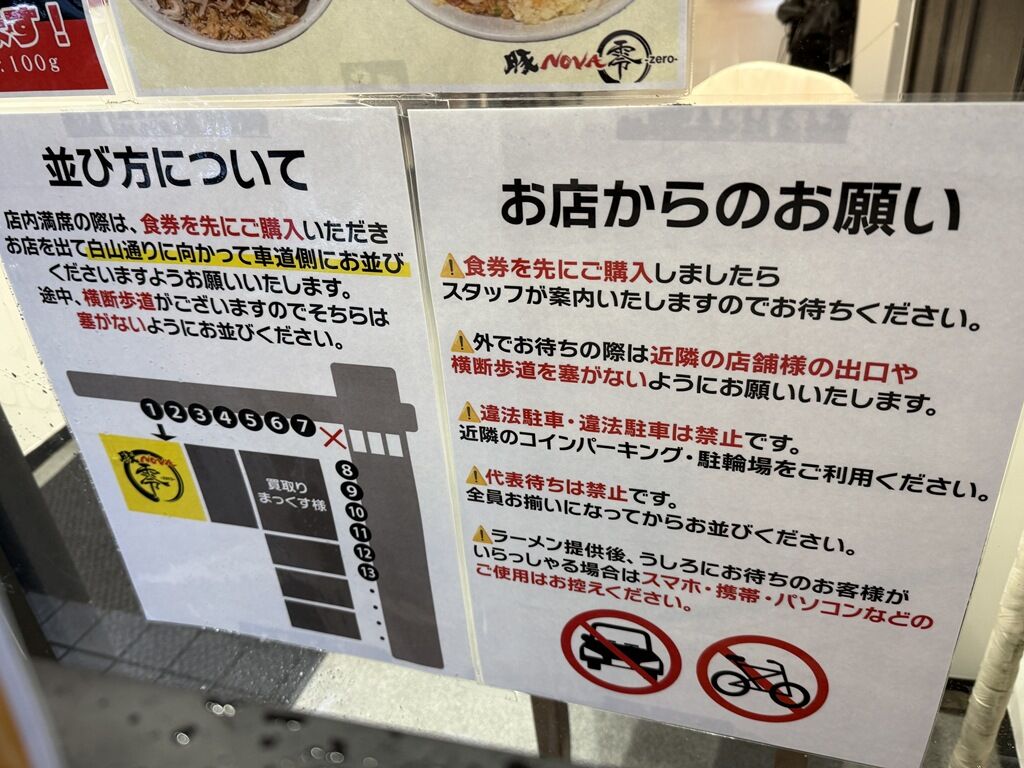 :100g
豚NOVA零-zero-
並び方について
店内満席の際は、食券を先にご購入いただき
お店を出て白山通りに向かって車道側にお並び
くださいますようお願いいたします。
途中、横断歩道がございますのでそちらは
塞がないようにお並びください。
1 2 3 4 5 6 7
豚NOVA零-zero-
買取り
まっくす様
8
9
10
11
12
13
お店からのお願い
食券を先にご購入しましたら
スタッフが案内いたしますのでお待ちください。
外でお待ちの際は近隣の店舗様の出口や
横断歩道を塞がないようにお願いいたします。
違法駐車・違法駐車は禁止です。
近隣のコインパーキング・駐輪場をご利用ください。
代表待ちは禁止です。
全員お揃いになってからお並びください。
ラーメン提供後、うしろにお待ちのお客様が
いらっしゃる場合はスマホ・携帯・パソコンなどの
ご使用はお控えください。